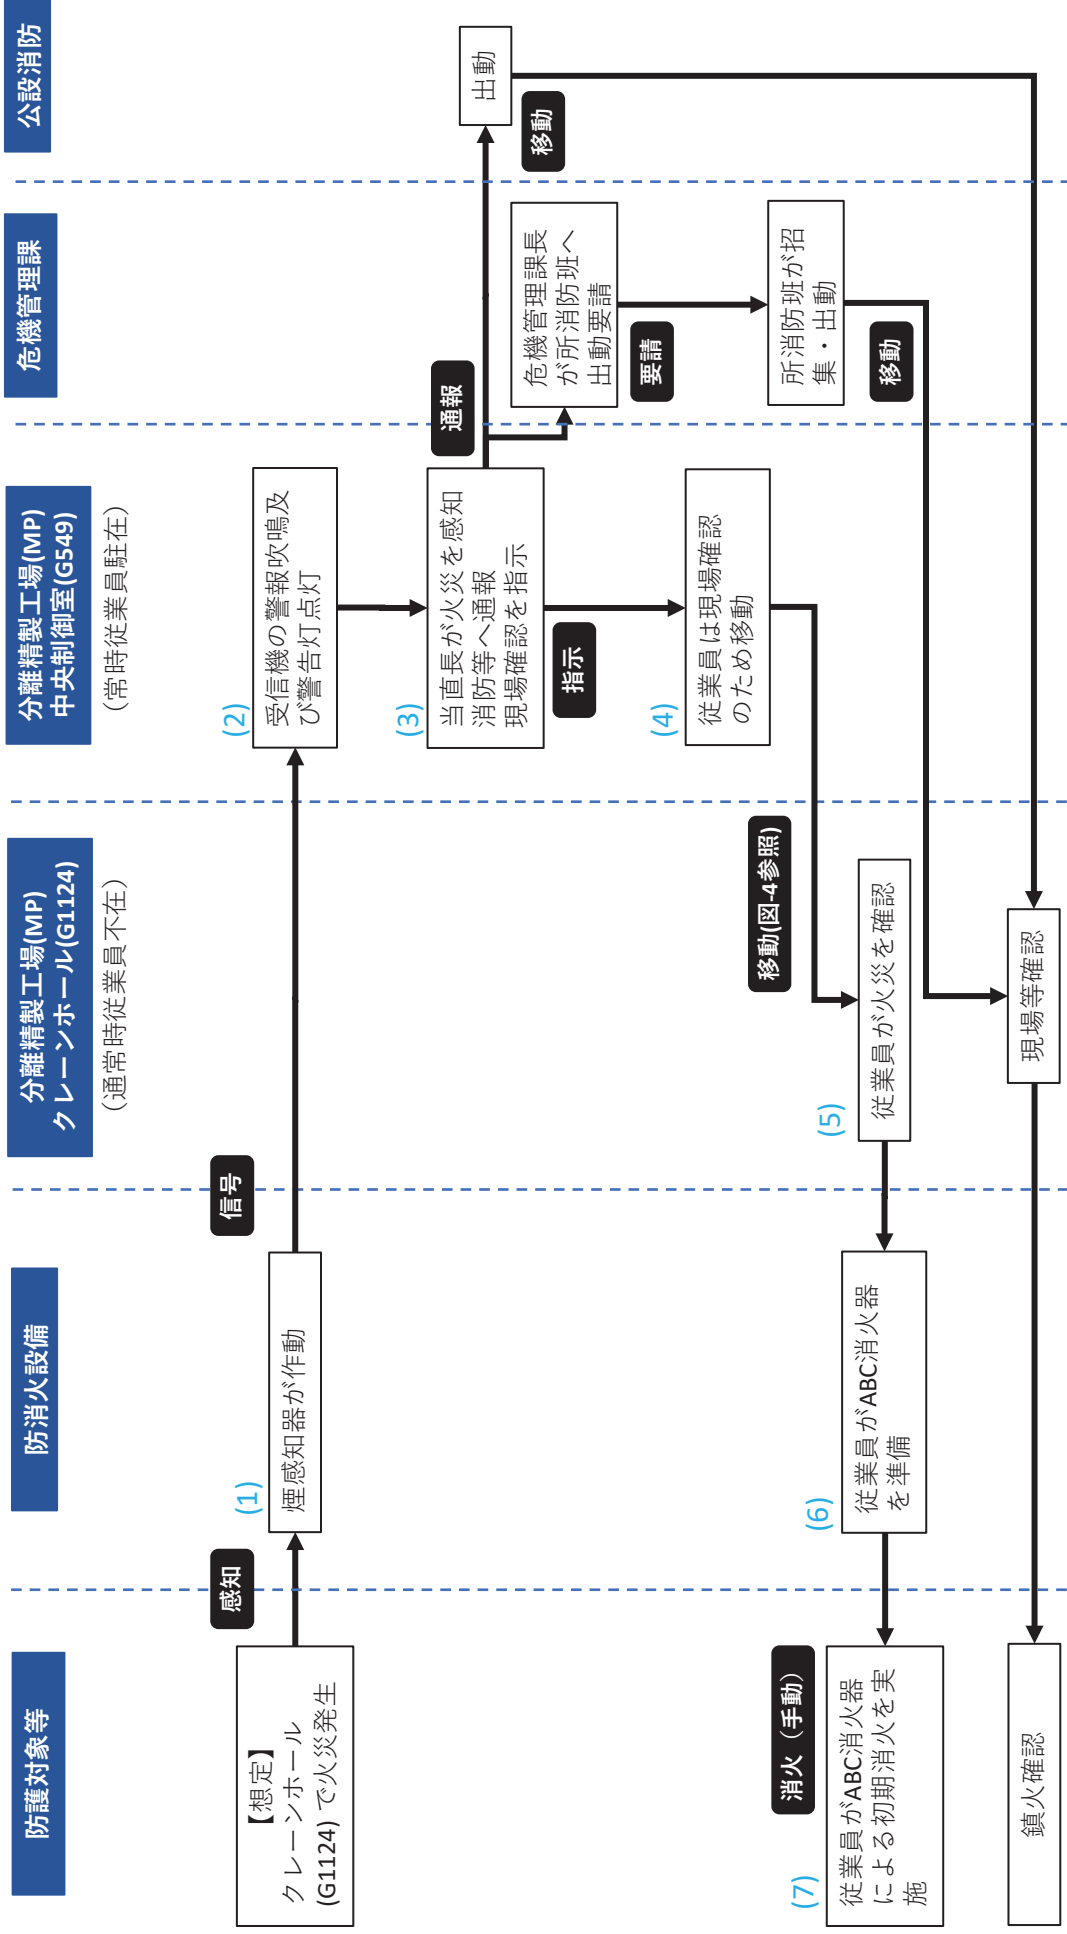 防護対象等
防消火設備
分離精製工場(MP)
クレーンホール(G1124)
(通常時従業員不在)
分離精製工場(MP)
中央制御室(G549)
(常時従業員駐在)
危機管理課
公設消防
【想定】
クレーンホール
(G1124) で火災発生
感知
(1)
煙感知器が作動
信号
(2)
受信機の警報吹鳴及
び警告灯点灯
(3)
当直長が火災を感知
消防等へ通報
現場確認を指示
通報
出動
移動
危機管理課長
が所消防班へ
出動要請
要請
所消防班が招
集・出動
移動
指示
(4)
従業員は現場確認
のため移動
移動(図-4参照)
(5)
従業員が火災を確認
(6)
従業員がABC消火器
を準備
消火（手動）
(7)
従業員がABC消火器
による初期消火を実
施
現場等確認
鎮火確認